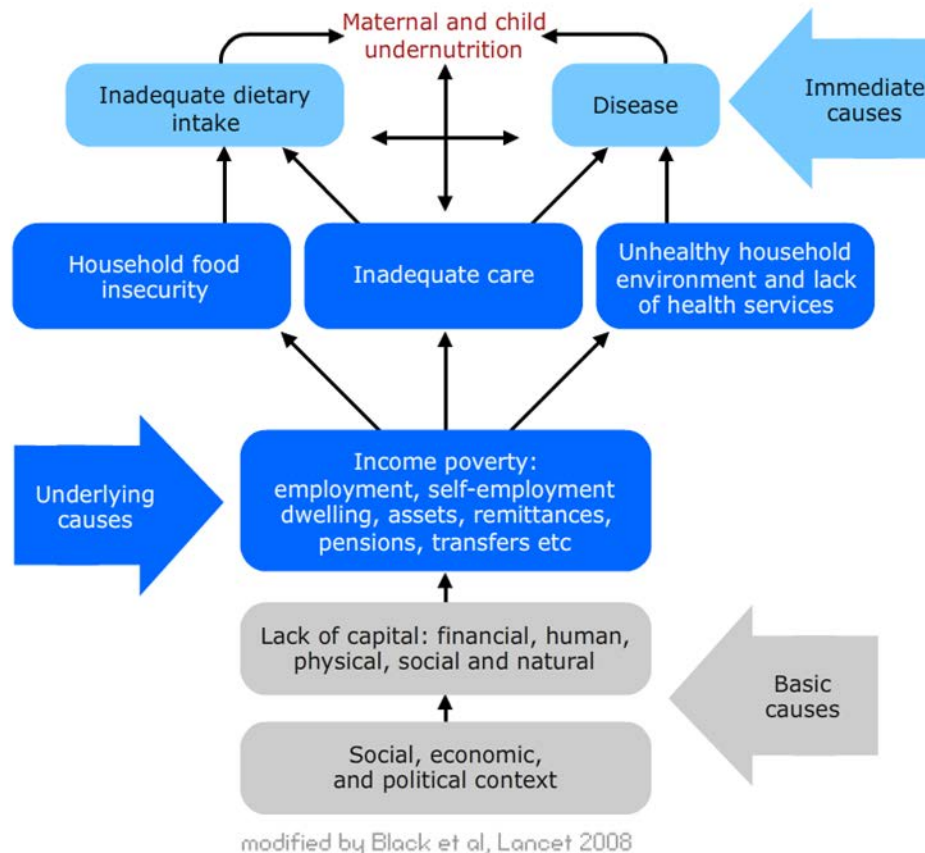 Maternal and child
undernutrition
Inadequate dietary
intake
Disease
Immediate
causes
Household food
insecurity
Inadequate care
Unhealthy household
environment and lack
of health services
Underlying
causes
Income poverty:
employment, self-employment
dwelling, assets, remittances,
pensions, transfers etc
Lack of capital: financial, human,
physical, social and natural
Basic
causes
Social, economic,
and political context
modified by Black et al, Lancet 2008